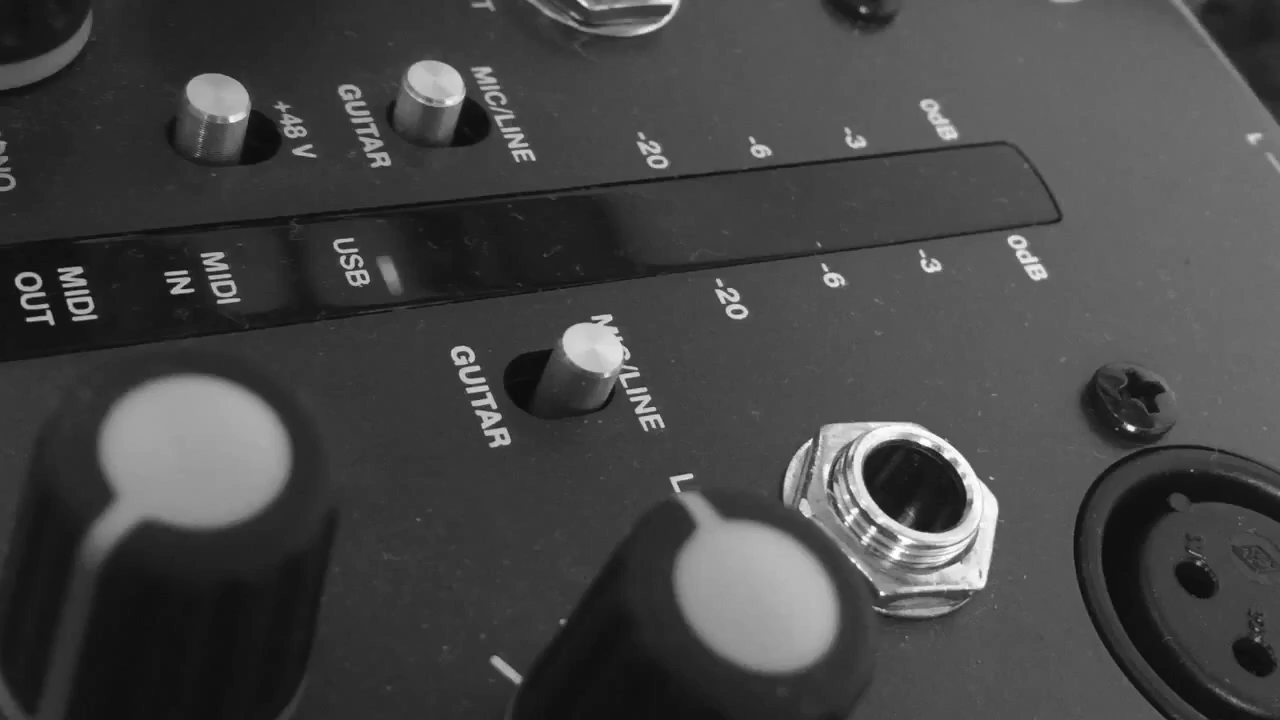 +48 V
GUITAR
MIC/LINE
-20
-6
-3
0dB
MIDI
OUT
MIDI
IN
USB
-20
-6
-3
0dB
GUITAR
MIC/LINE
L
L